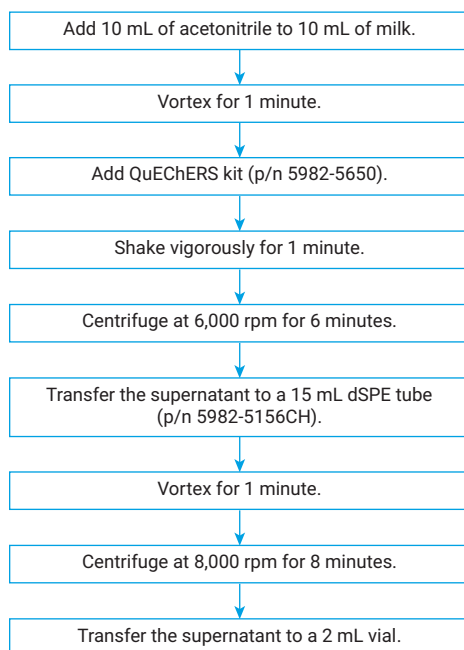 Add 10 mL of acetonitrile to 10 mL of milk.
Vortex for 1 minute.
Add QuEChERS kit (p/n 5982-5650).
Shake vigorously for 1 minute.
Centrifuge at 6,000 rpm for 6 minutes.
Transfer the supernatant to a 15 mL dSPE tube
(p/n 5982-5156CH).
Vortex for 1 minute.
Centrifuge at 8,000 rpm for 8 minutes.
Transfer the supernatant to a 2 mL vial.